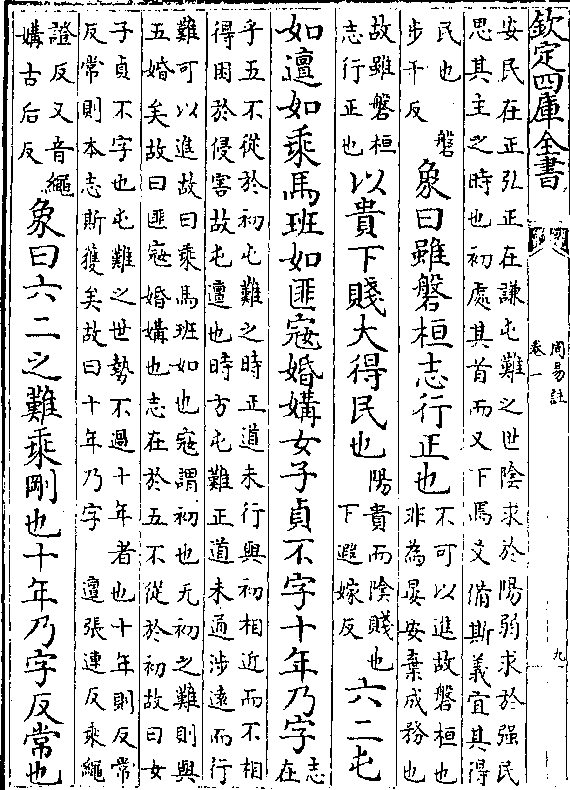 欽定四庫全書 周易註 卷一 九
安民在正弘正在謙屯難之世陰求於陽弱求於强民
思其主之時也初處其首而又下焉爻備斯義宜其得
民也 磐步干反 象曰雖磐桓志行正也 不可以進故磐桓也非為晏安棄成務也
故雖磐桓志行正也 以貴下賤大得民也 陽貴而陰賤也下遐嫁反 六二屯
如邅如乘馬班如匪寇婚媾女子貞不字十年乃字 志在
乎五不從於初屯難之時正道未行與初相近而不相
得困於侵害故屯邅也時方屯難正道未通涉遠而行
難可以進故曰乘馬班如也寇謂初也无初之難則與
五婚矣故曰匪寇婚媾也志在於五不從於初故曰女
子貞不字也屯難之世勢不過十年者也十年則反常
反常則本志斯獲矣故曰十年乃字 邅張連反乘繩
證反又音繩媾古后反 象曰六二之難乘剛也十年乃字反常也